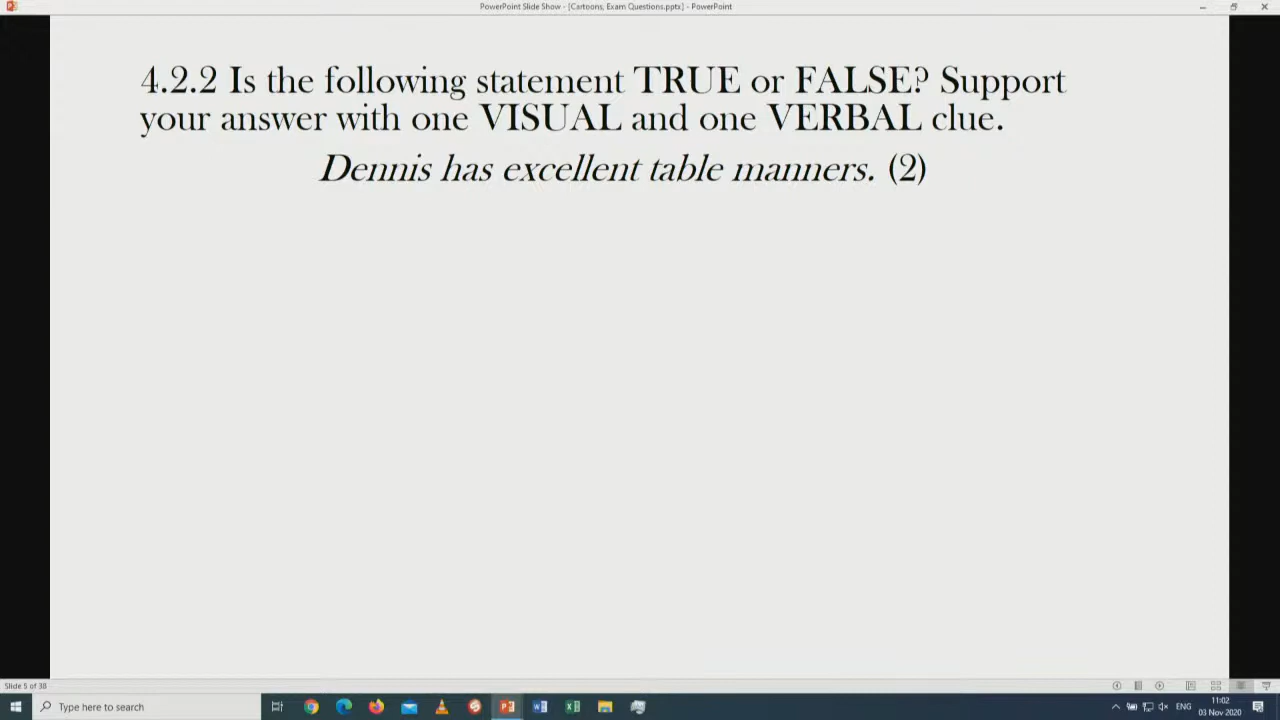 PowerPoint Slide Show - [Cartoons, Exam Questions.pptx] - PowerPoint
4.2.2 Is the following statement TRUE or FALSE? Support
your answer with one VISUAL and one VERBAL clue.
Dennis has excellent table manners. (2)
Slide 5 of 38
Type here to search
ENG
11:02
03 Nov 2020